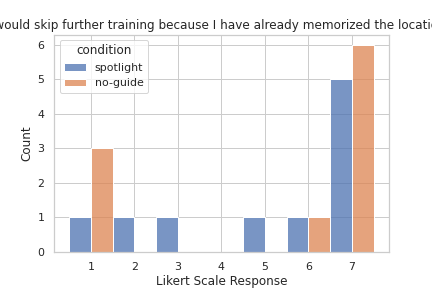 would skip further training because I have already memorized the locati
6
condition
spotlight
no-guide
5
4
3
2
1
0
Count
1 2 3 4 5 6 7
Likert Scale Response